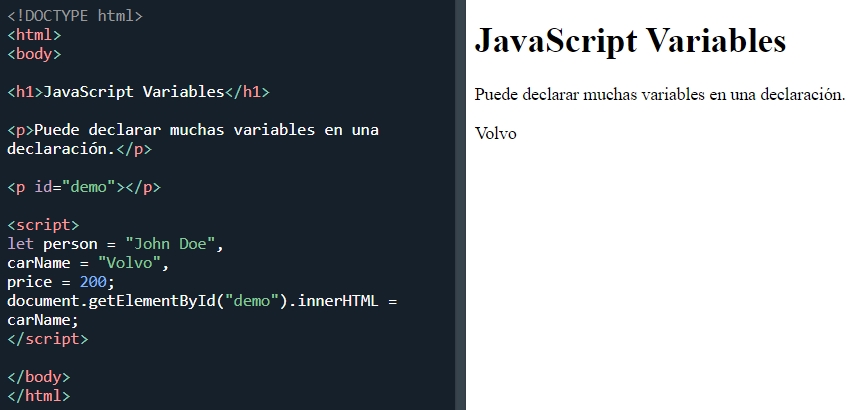 <!DOCTYPE html>
<html>
<body>
<h1>JavaScript Variables</h1>
<p>Puede declarar muchas variables en una
declaración.</p>
<p id="demo"></p>
<script>
let person = "John Doe",
carName = "Volvo",
price = 200;
document.getElementById("demo").innerHTML =
carName;
</script>
</body>
</html>
JavaScript Variables
Puede declarar muchas variables en una declaración.
Volvo